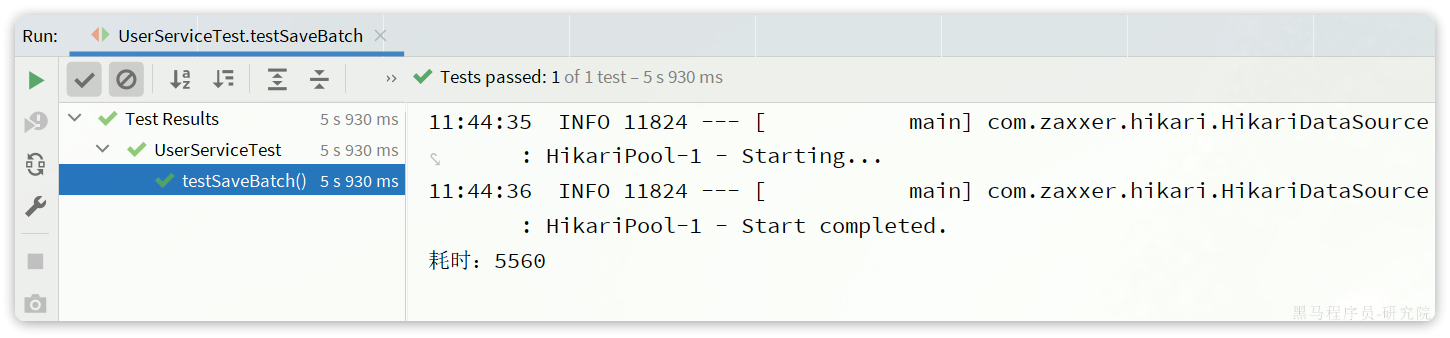 Run: UserServiceTest.testSaveBatch
Tests passed: 1 of 1 test – 5 s 930 ms
Test Results 5 s 930 ms
UserServiceTest 5 s 930 ms
testSaveBatch() 5 s 930 ms
11:44:35  INFO 11824 --- [           main] com.zaxxer.hikari.HikariDataSource
: HikariPool-1 - Starting...
11:44:36  INFO 11824 --- [           main] com.zaxxer.hikari.HikariDataSource
: HikariPool-1 - Start completed.
耗时：5560
黑马程序员-研究院